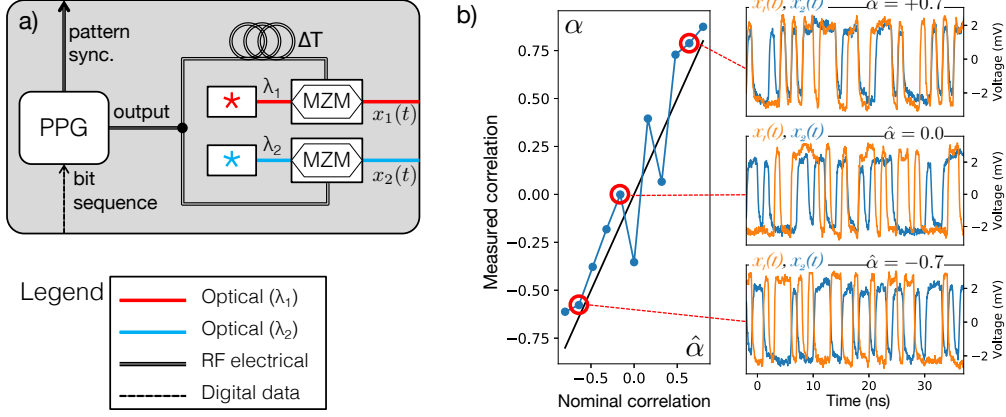 a)
pattern
sync.
ΔT
PPG
output
λ₁
MZM
x₁(t)
λ₂
MZM
x₂(t)
bit
sequence
Legend
Optical (λ₁)
Optical (λ₂)
RF electrical
Digital data
b)
α
Measured correlation
0.75
0.50
0.25
0.00
−0.25
−0.50
−0.75
α̂
−0.5
0.0
0.5
Nominal correlation
x₁(t), x₂(t)
α̂ = +0.7
2
0
−2
Voltage (mV)
x₁(t), x₂(t)
α̂ = 0.0
2
0
−2
Voltage (mV)
x₁(t), x₂(t)
α̂ = −0.7
2
0
−2
Voltage (mV)
0
10
20
30
Time (ns)